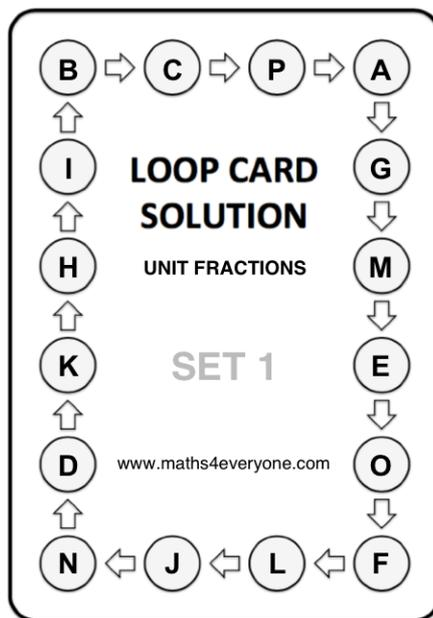 B C P A
I LOOP CARD G
SOLUTION
H UNIT FRACTIONS M
K SET 1 E
D www.maths4everyone.com O
N J L F